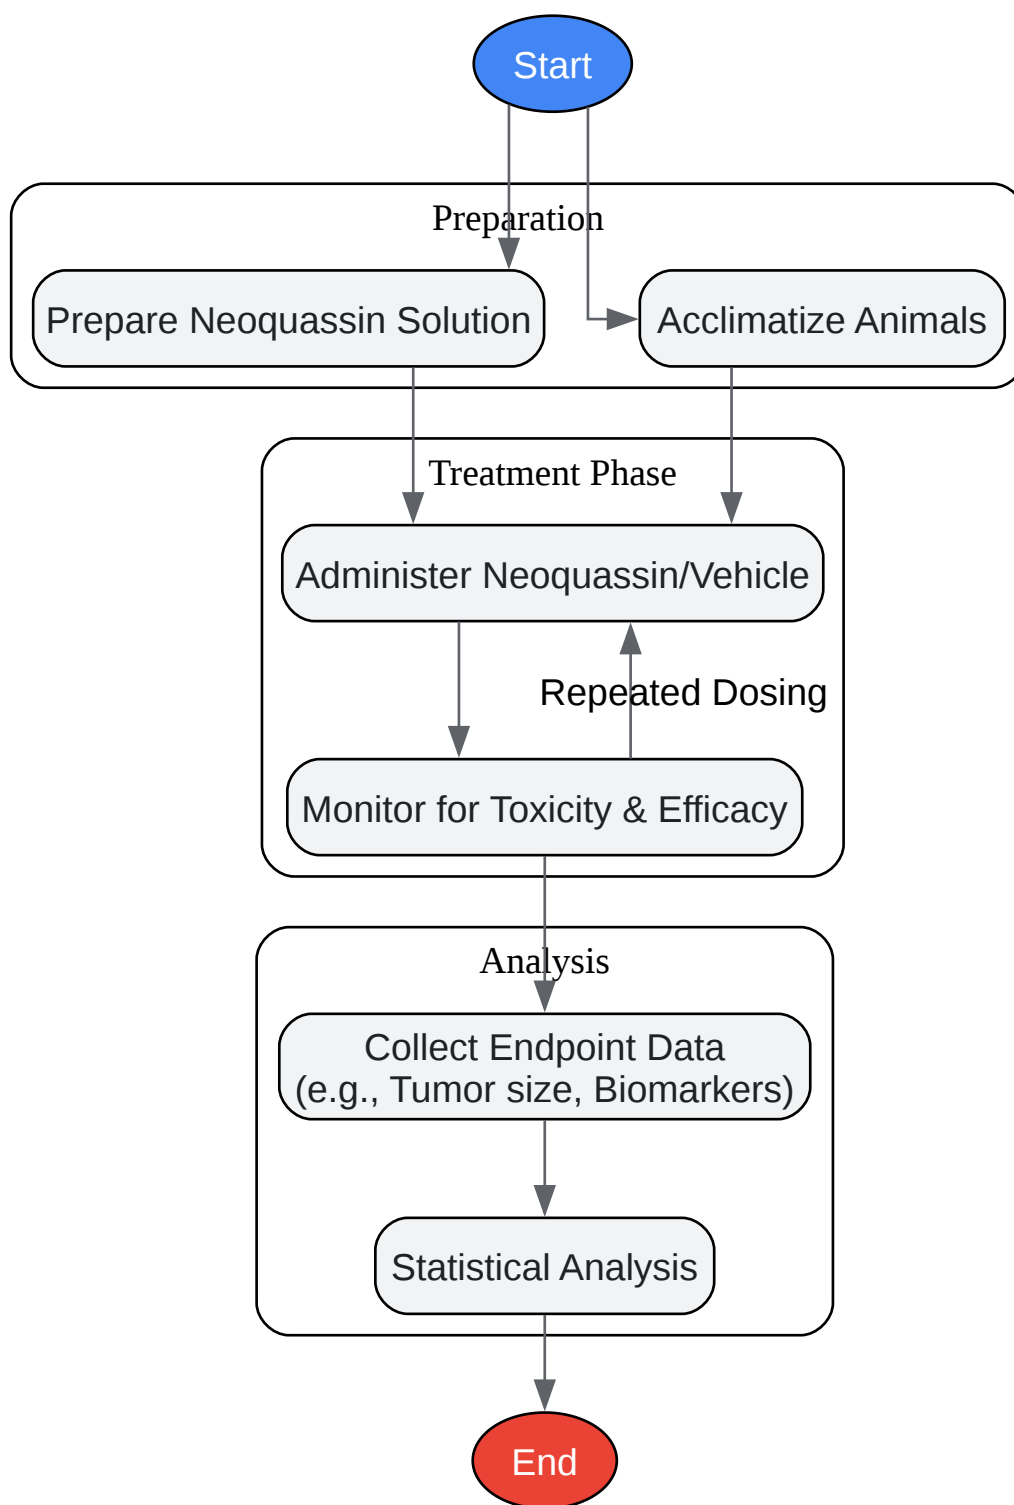 Start
Preparation
Prepare Neoquassin Solution
Acclimatize Animals
Treatment Phase
Administer Neoquassin/Vehicle
Repeated Dosing
Monitor for Toxicity & Efficacy
Analysis
Collect Endpoint Data
(e.g., Tumor size, Biomarkers)
Statistical Analysis
End